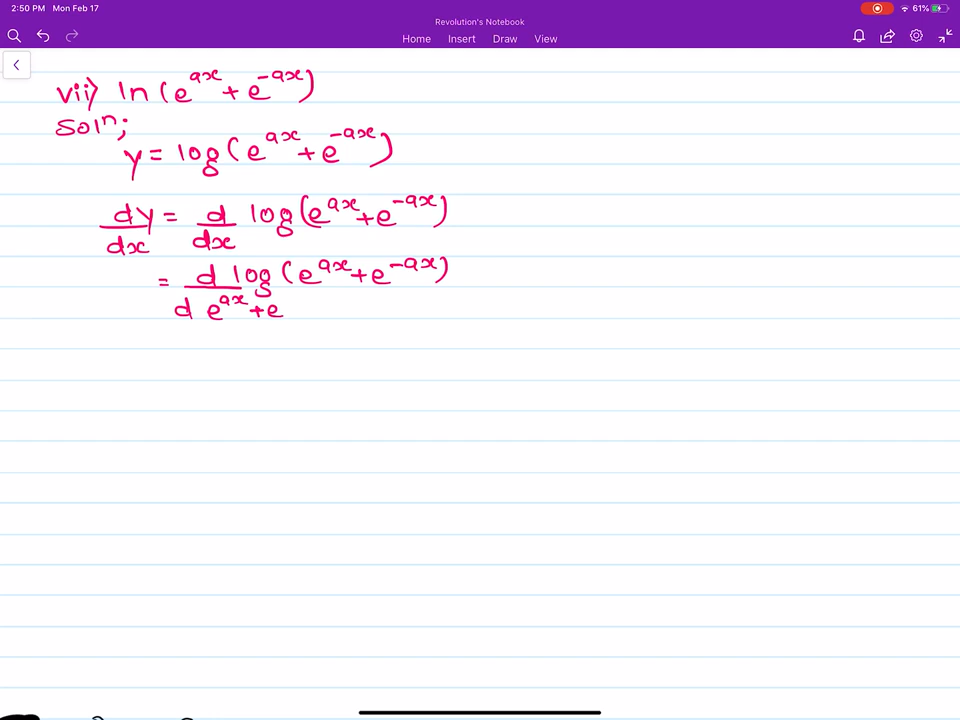 2:50 PM Mon Feb 17
61%
Revolution's Notebook
Home Insert Draw View
vii) ln (e^{ax} + e^{-ax})
Solⁿ;
y = log(e^{ax} + e^{-ax})
dy/dx = d/dx log(e^{ax} + e^{-ax})
= d log(e^{ax} + e^{-ax})
d e^{ax} + e